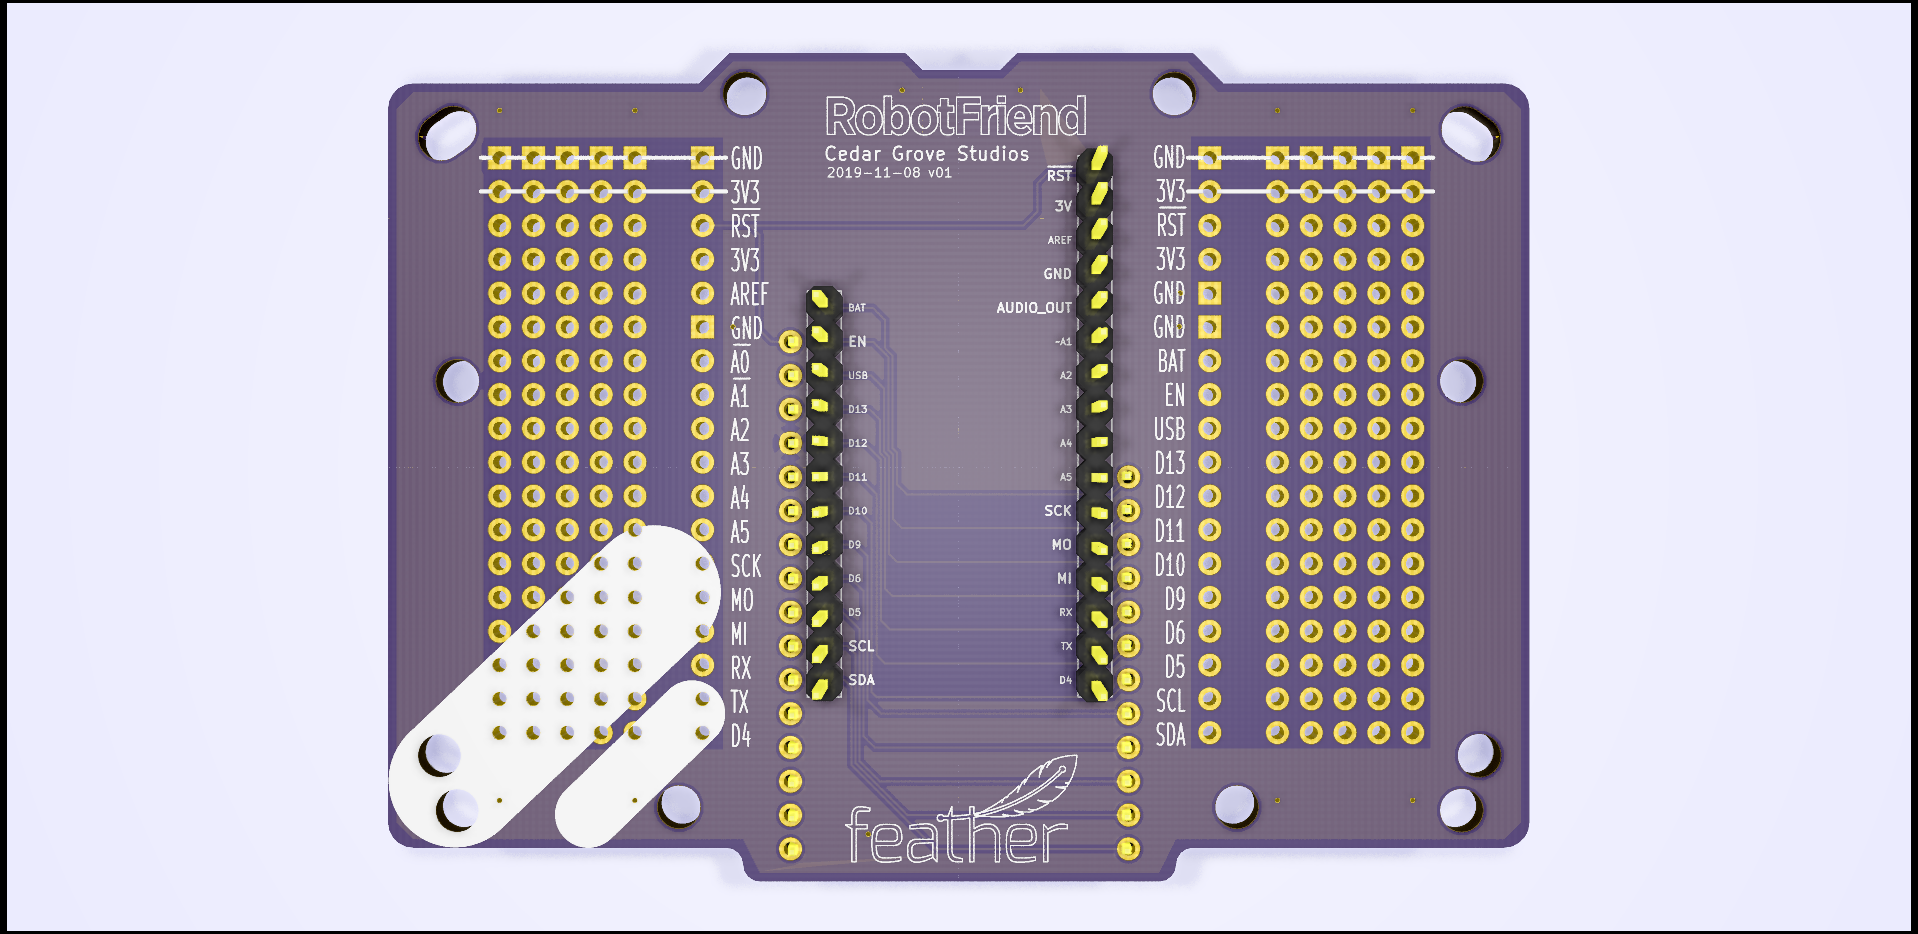 RobotFriend
Cedar Grove Studios
2019-11-08 v01
GND
3V3
RST
3V3
AREF
GND
A0
A1
A2
A3
A4
A5
SCK
MO
MI
RX
TX
D4
BAT
EN
USB
D13
D12
D11
D10
D9
D6
D5
SCL
SDA
RST
3V
AREF
GND
AUDIO_OUT
-A1
A2
A3
A4
A5
SCK
MO
MI
RX
TX
D4
GND
3V3
RST
3V3
GND
GND
BAT
EN
USB
D13
D12
D11
D10
D9
D6
D5
SCL
SDA
feather